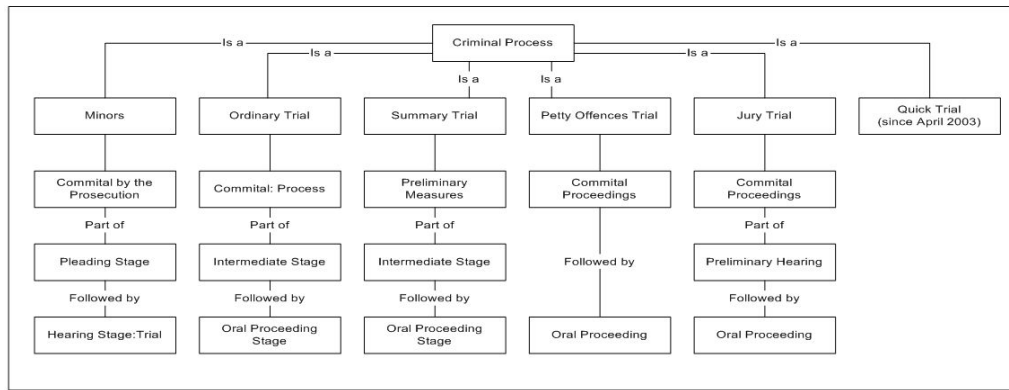 Criminal Process
Is a
Is a
Is a
Is a
Is a
Is a
Minors
Ordinary Trial
Summary Trial
Petty Offences Trial
Jury Trial
Quick Trial
(since April 2003)
Commital by the
Prosecution
Commital: Process
Preliminary
Measures
Commital
Proceedings
Commital
Proceedings
Part of
Part of
Part of
Part of
Pleading Stage
Intermediate Stage
Intermediate Stage
Followed by
Preliminary Hearing
Followed by
Followed by
Followed by
Followed by
Hearing Stage:Trial
Oral Proceeding
Stage
Oral Proceeding
Stage
Oral Proceeding
Oral Proceeding